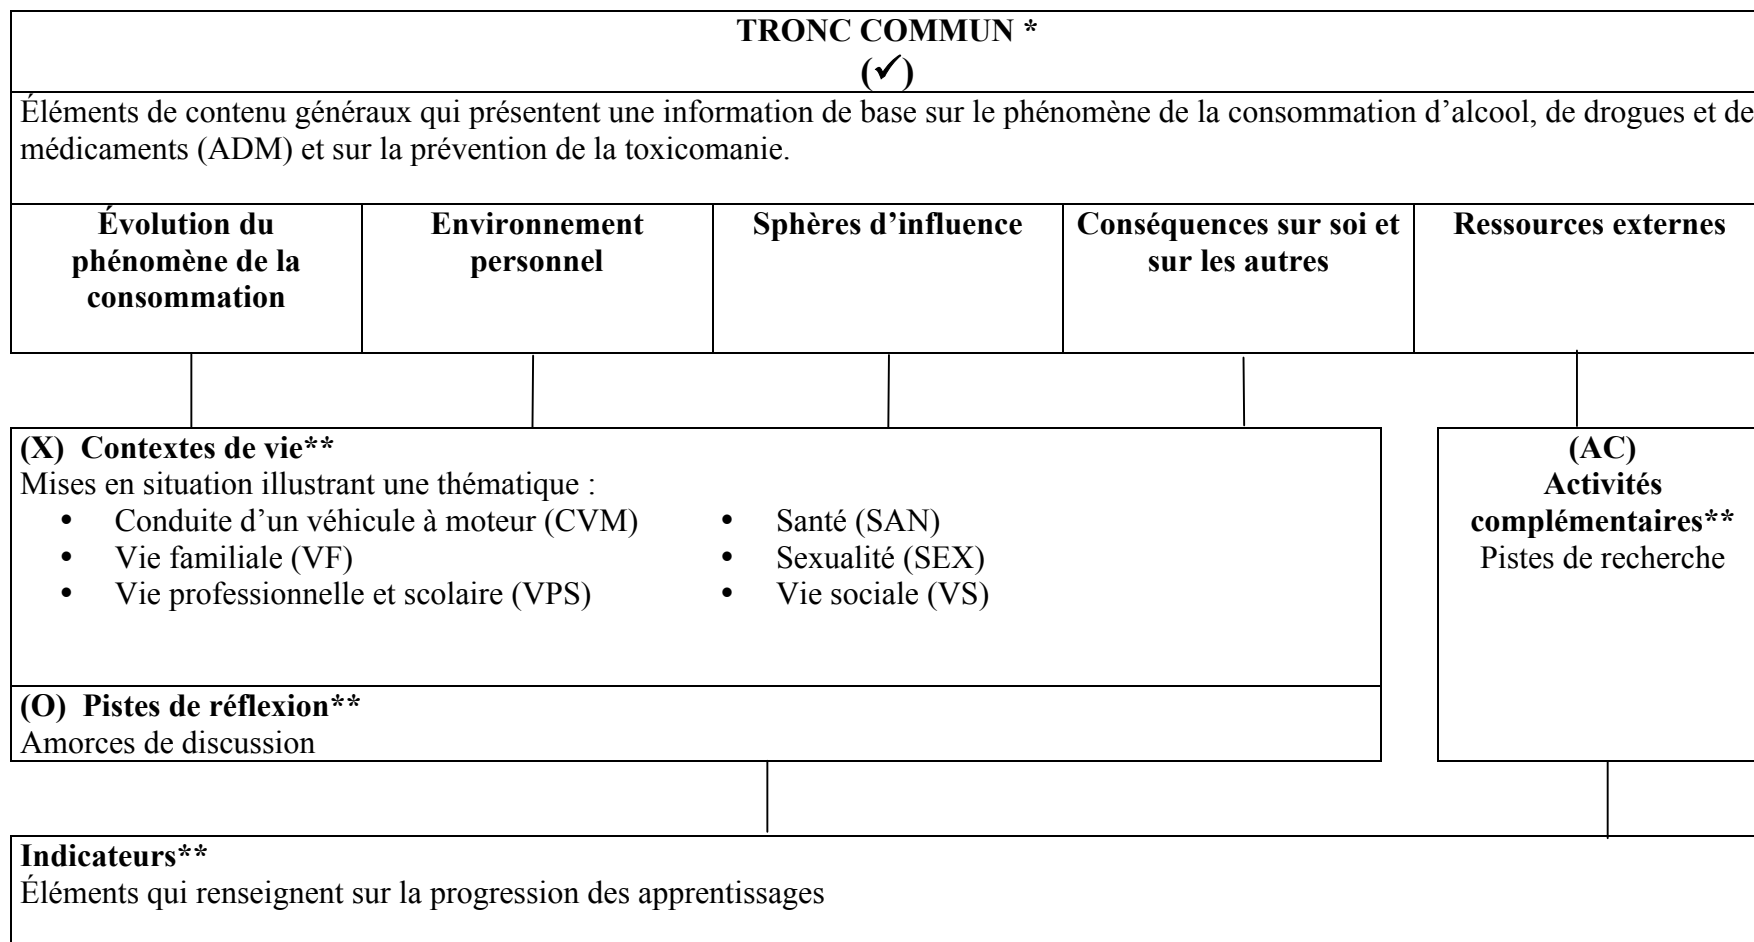 TRONC COMMUN *
(✓)
Éléments de contenu généraux qui présentent une information de base sur le phénomène de la consommation d’alcool, de drogues et de
médicaments (ADM) et sur la prévention de la toxicomanie.
Évolution du
phénomène de la
consommation
Environnement
personnel
Sphères d’influence
Conséquences sur soi et
sur les autres
Ressources externes
(X) Contextes de vie**
Mises en situation illustrant une thématique :
• Conduite d’un véhicule à moteur (CVM)
• Vie familiale (VF)
• Vie professionnelle et scolaire (VPS)
• Santé (SAN)
• Sexualité (SEX)
• Vie sociale (VS)
(O) Pistes de réflexion**
Amorces de discussion
(AC)
Activités
complémentaires**
Pistes de recherche
Indicateurs**
Éléments qui renseignent sur la progression des apprentissages